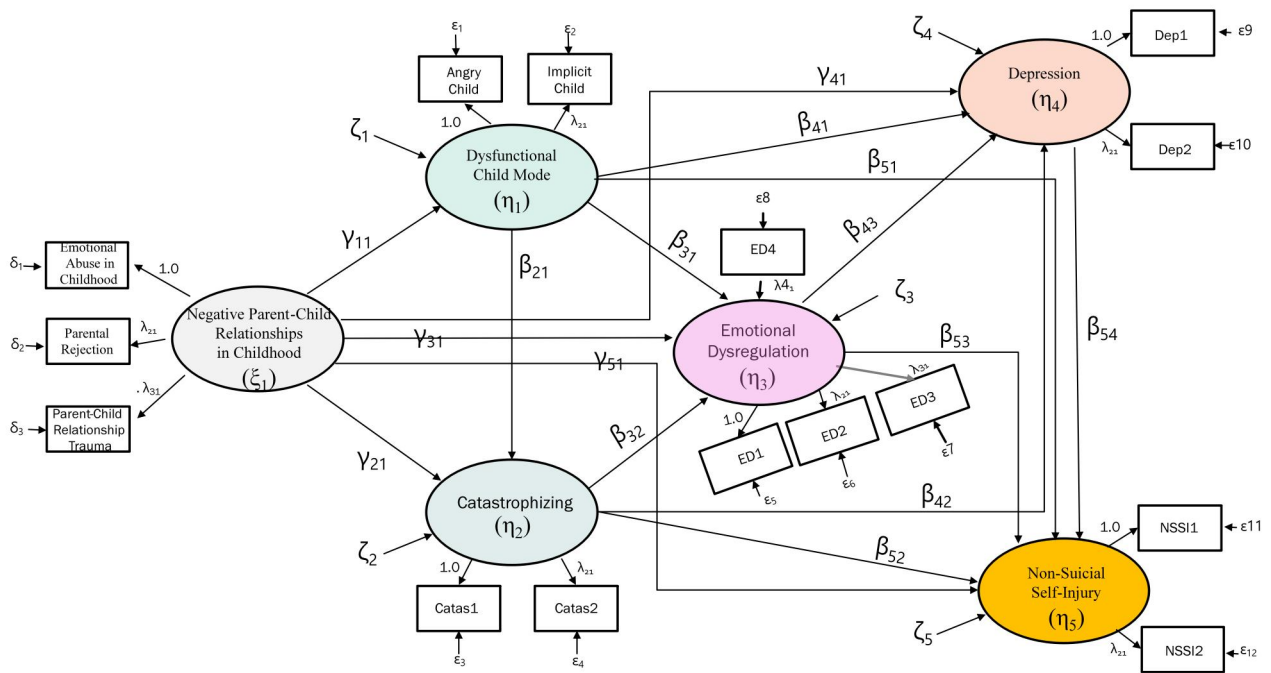 ε₁
ε₂
Angry
Child
Implicit
Child
1.0
λ₂₁
ζ₁
Dysfunctional
Child Mode
(η₁)
ζ₄
Depression
(η₄)
1.0
Dep1
ε9
λ₂₁
Dep2
ε10
γ₄₁
β₄₁
β₅₁
β₄₃
ε8
ED4
λ4₁
β₃₁
γ₁₁
β₂₁
ζ₃
δ₁
Emotional
Abuse in
Childhood
1.0
δ₂
Parental
Rejection
λ₂₁
δ₃
Parent-Child
Relationship
Trauma
. λ₃₁
Negative Parent-Child
Relationships
in Childhood
(ξ₁)
γ₃₁
γ₅₁
Emotional
Dysregulation
(η₃)
β₅₃
β₅₄
1.0
λ₂₁
λ₃₁
ED1
ED2
ED3
ε₅
ε₆
ε7
β₃₂
γ₂₁
Catastrophizing
(η₂)
β₄₂
β₅₂
ζ₂
1.0
λ₂₁
Catas1
Catas2
ε₃
ε₄
Non-Suicial
Self-Injury
(η₅)
ζ₅
1.0
NSSI1
ε11
λ₂₁
NSSI2
ε₁₂